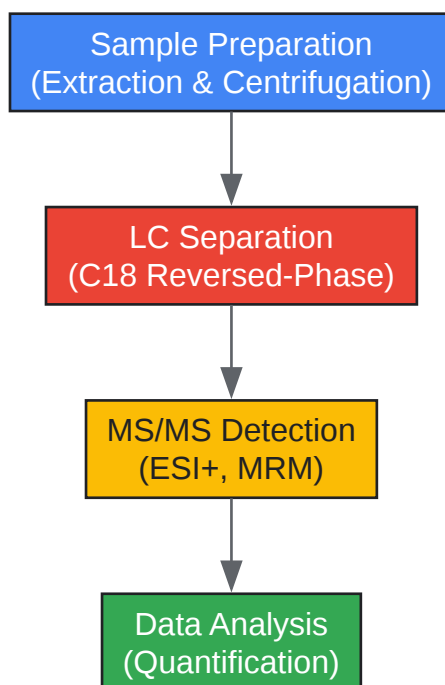 Sample Preparation
(Extraction & Centrifugation)
LC Separation
(C18 Reversed-Phase)
MS/MS Detection
(ESI+, MRM)
Data Analysis
(Quantification)